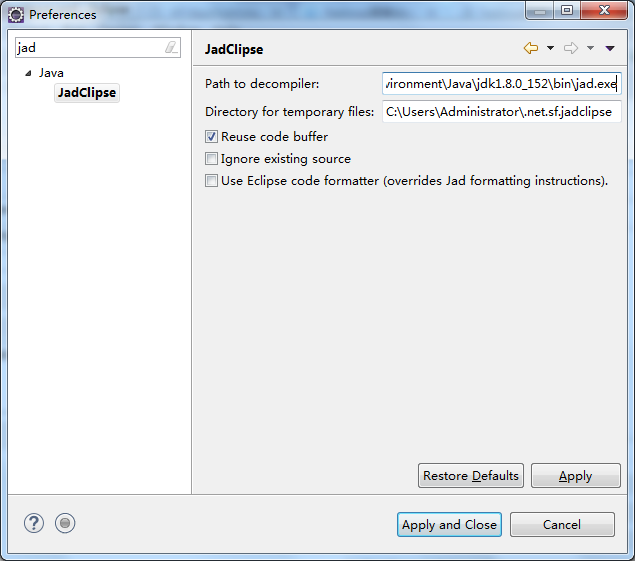 Preferences
jad
Java
JadClipse
JadClipse
Path to decompiler: vironment\Java\jdk1.8.0_152\bin\jad.exe
Directory for temporary files: C:\Users\Administrator\.net.sf.jadclipse
Reuse code buffer
Ignore existing source
Use Eclipse code formatter (overrides Jad formatting instructions).
Restore Defaults Apply
Apply and Close Cancel